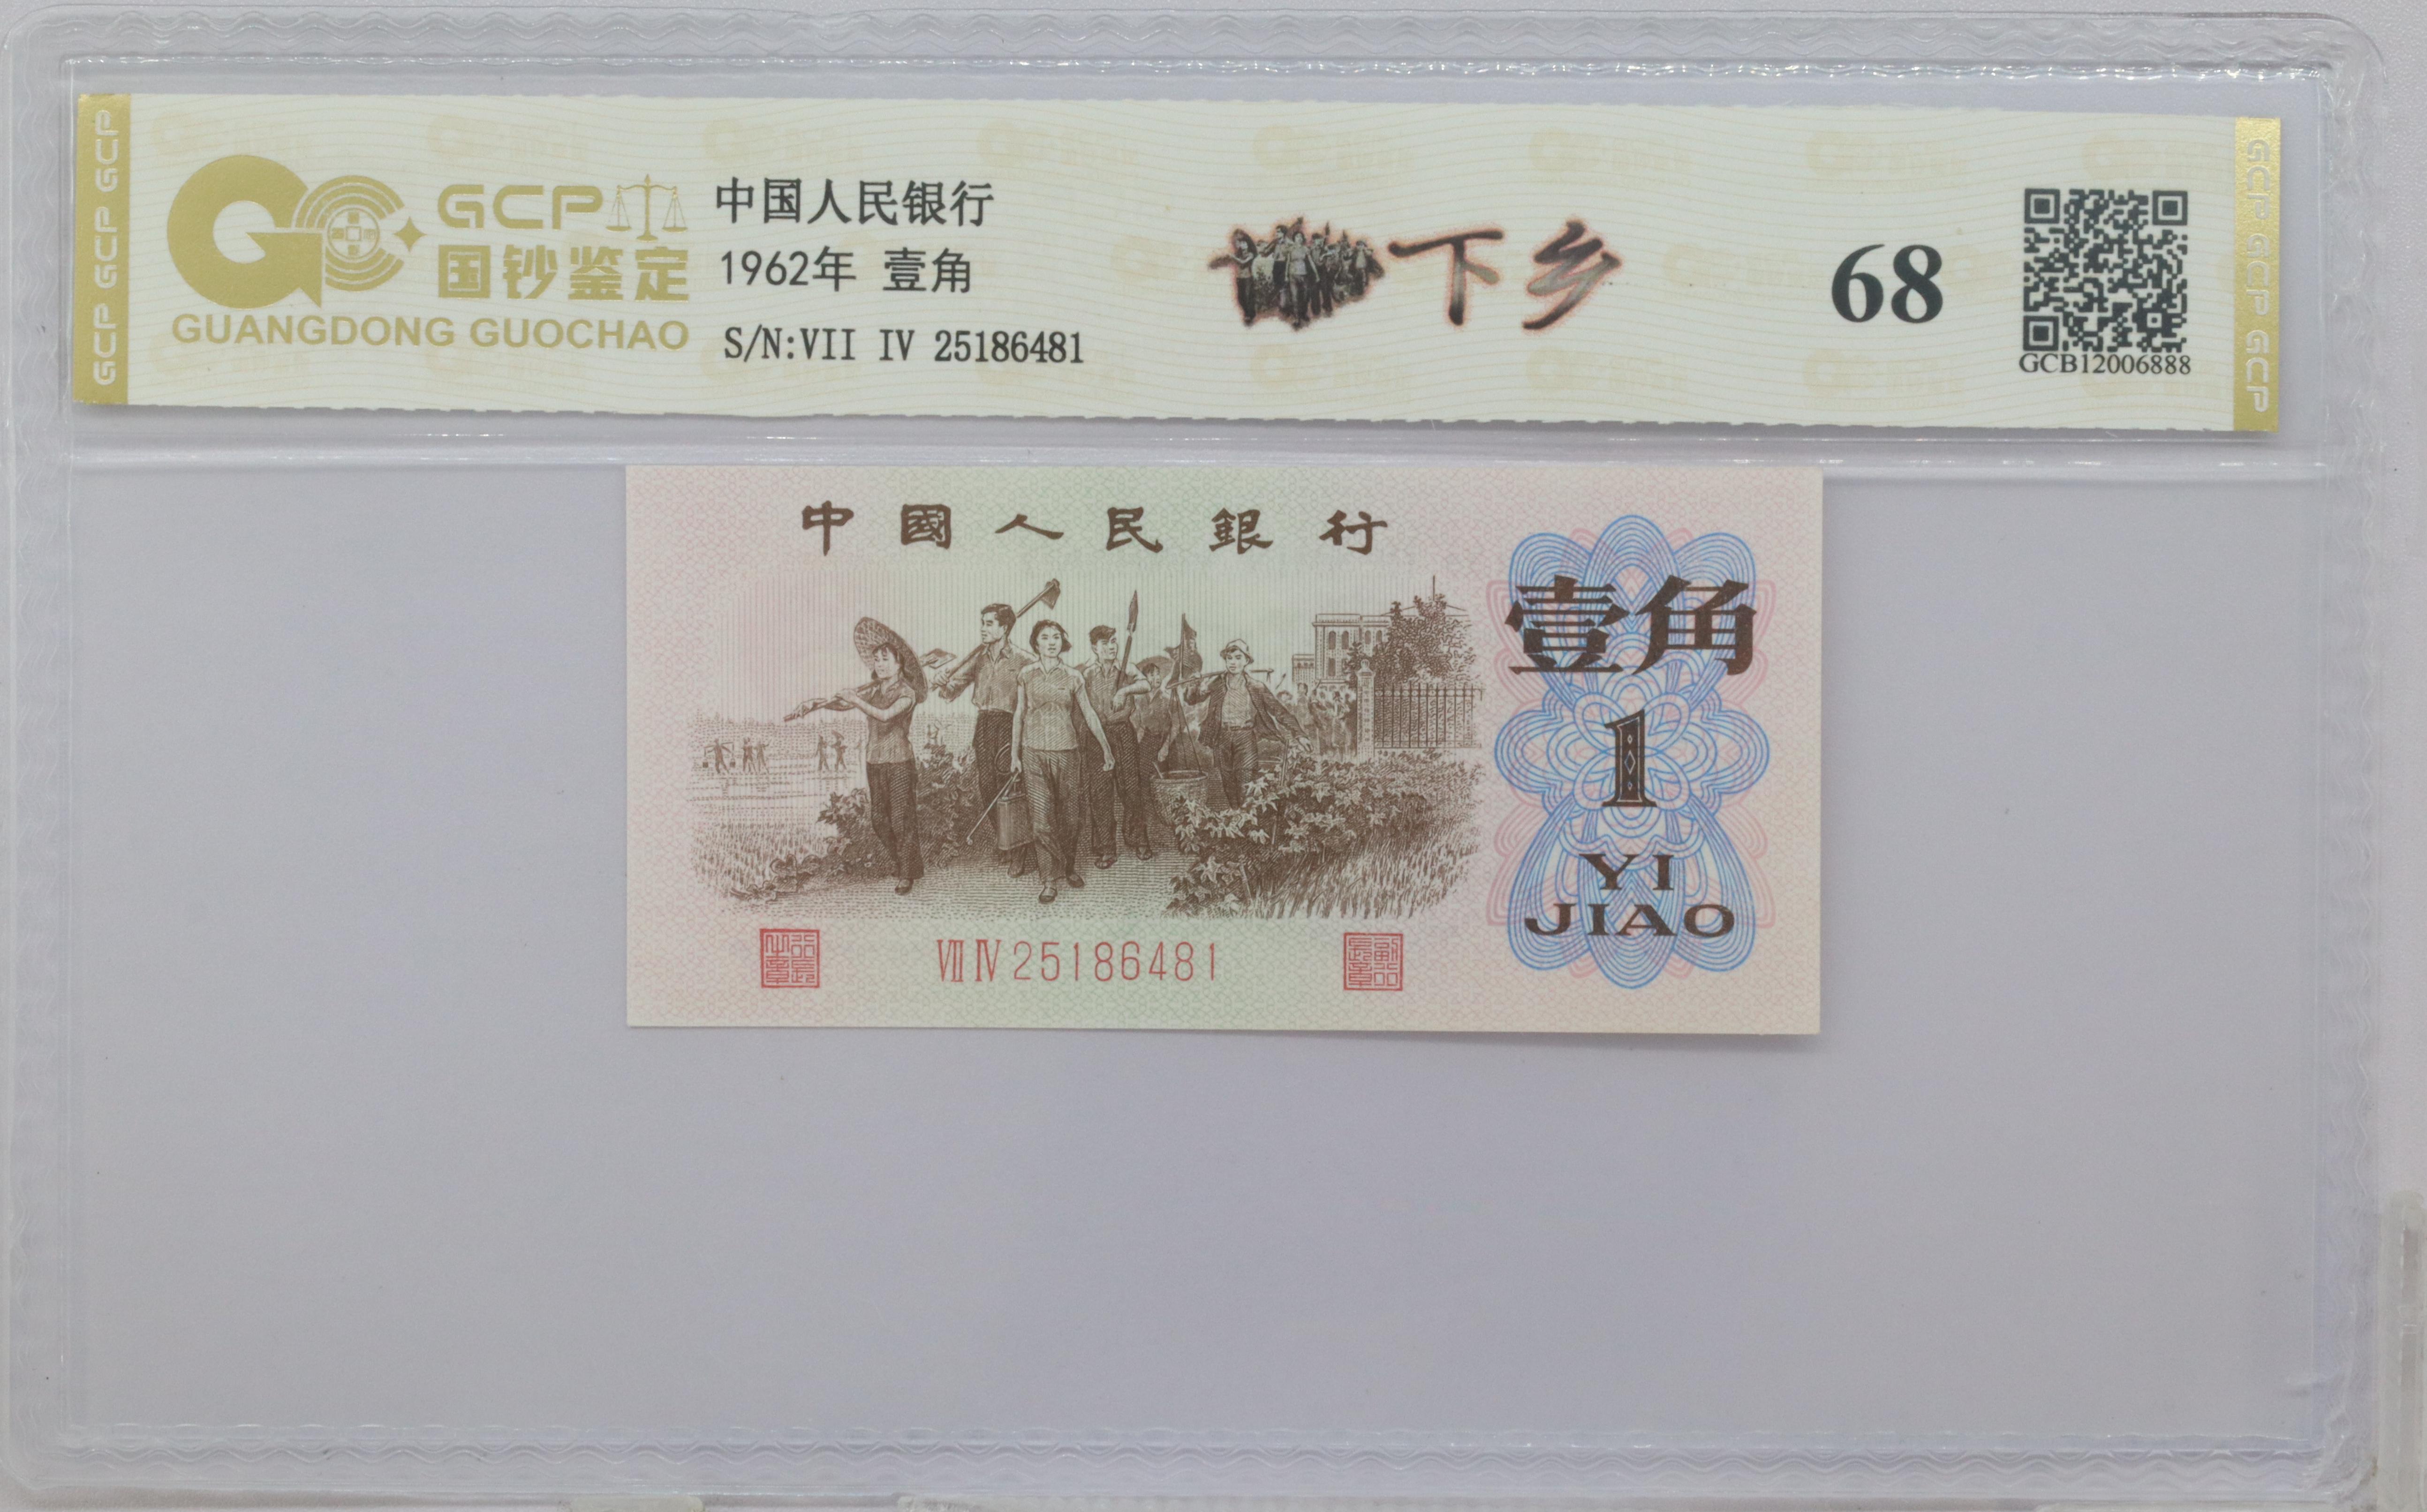 GCP GCP GCP
GCP
国钞鉴定
GUANGDONG GUOCHAO
中国人民银行
1962年 壹角
S/N:VII IV 25186481
下乡
68
GCB12006888
GCP GCP GCP
中國人民銀行
壹角
1
YI
JIAO
VII IV 25186481